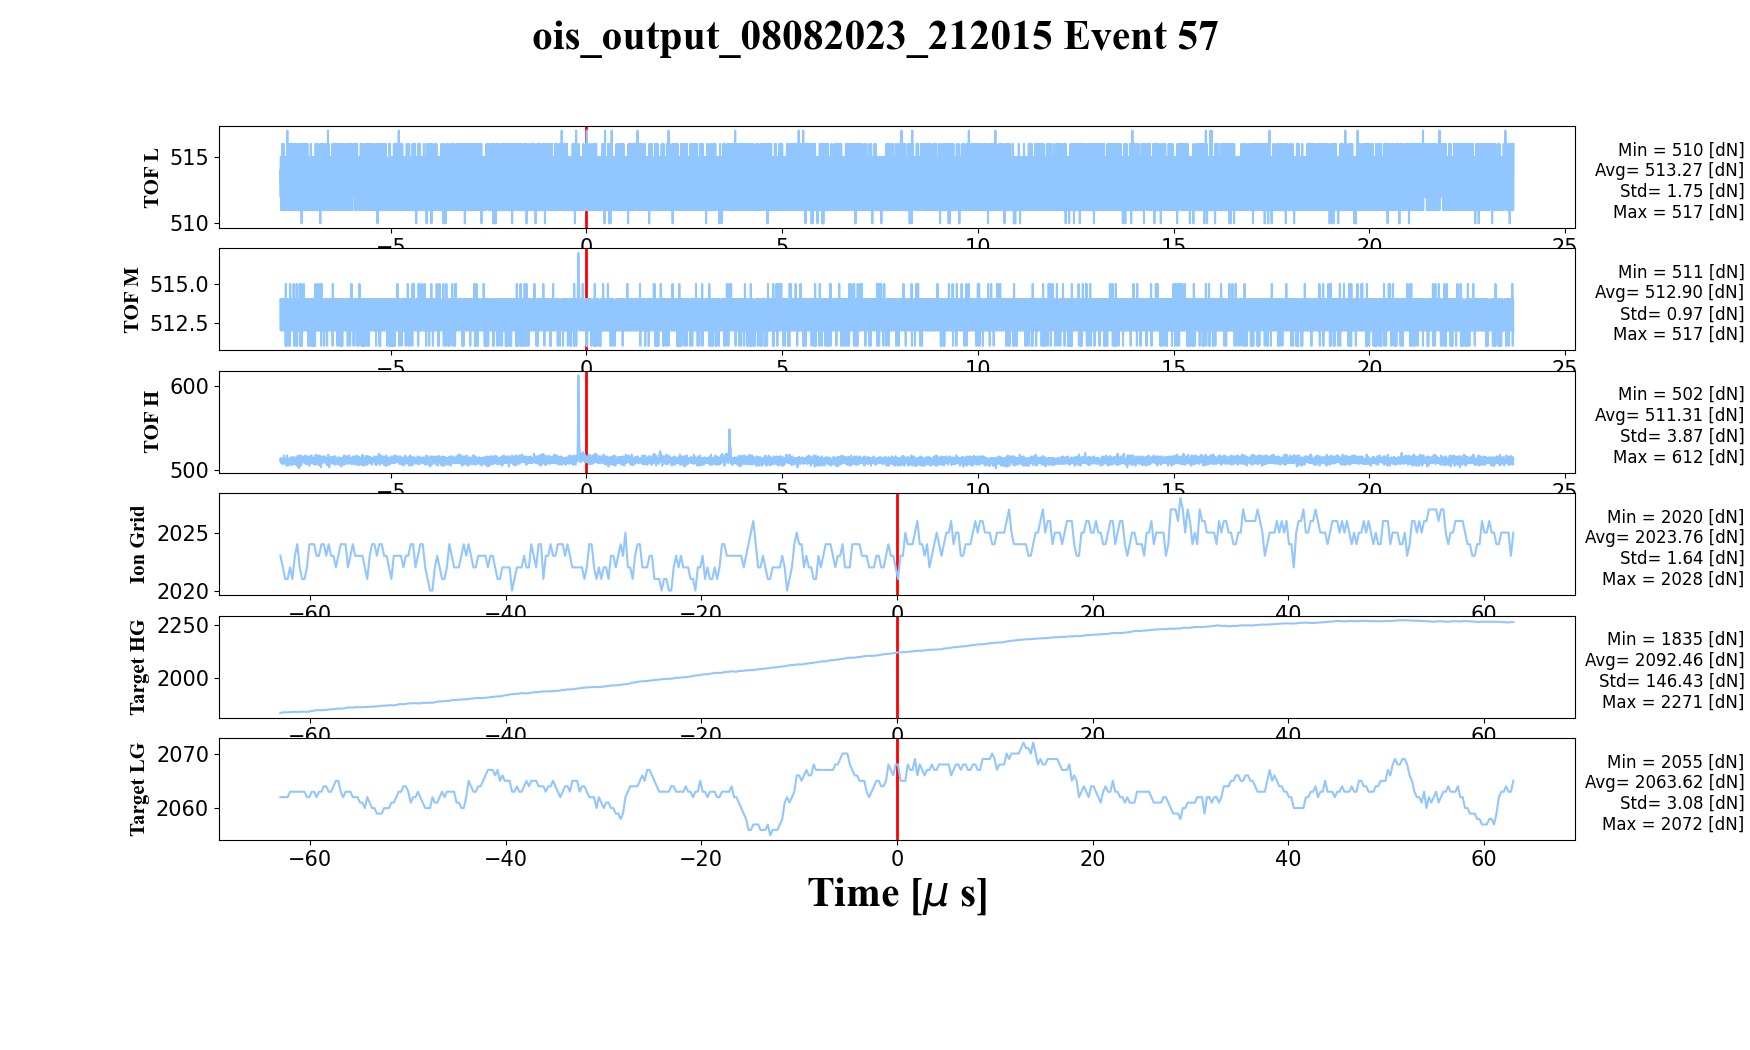 ois_output_08082023_212015 Event 57
TOF L
515
510
−5
0
5
10
15
20
25
Min = 510 [dN]
Avg= 513.27 [dN]
Std= 1.75 [dN]
Max = 517 [dN]
TOF M
515.0
512.5
−5
0
5
10
15
20
25
Min = 511 [dN]
Avg= 512.90 [dN]
Std= 0.97 [dN]
Max = 517 [dN]
TOF H
600
500
−5
0
5
10
15
20
25
Min = 502 [dN]
Avg= 511.31 [dN]
Std= 3.87 [dN]
Max = 612 [dN]
Ion Grid
2025
2020
−60
−40
−20
0
20
40
60
Min = 2020 [dN]
Avg= 2023.76 [dN]
Std= 1.64 [dN]
Max = 2028 [dN]
Target HG
2250
2000
−60
−40
−20
0
20
40
60
Min = 1835 [dN]
Avg= 2092.46 [dN]
Std= 146.43 [dN]
Max = 2271 [dN]
Target LG
2070
2060
−60
−40
−20
0
20
40
60
Min = 2055 [dN]
Avg= 2063.62 [dN]
Std= 3.08 [dN]
Max = 2072 [dN]
Time [μ s]